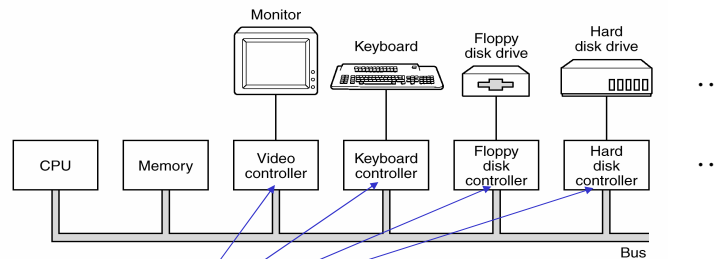 Monitor
Keyboard
Floppy
disk drive
Hard
disk drive
CPU
Memory
Video
controller
Keyboard
controller
Floppy
disk
controller
Hard
disk
controller
Bus